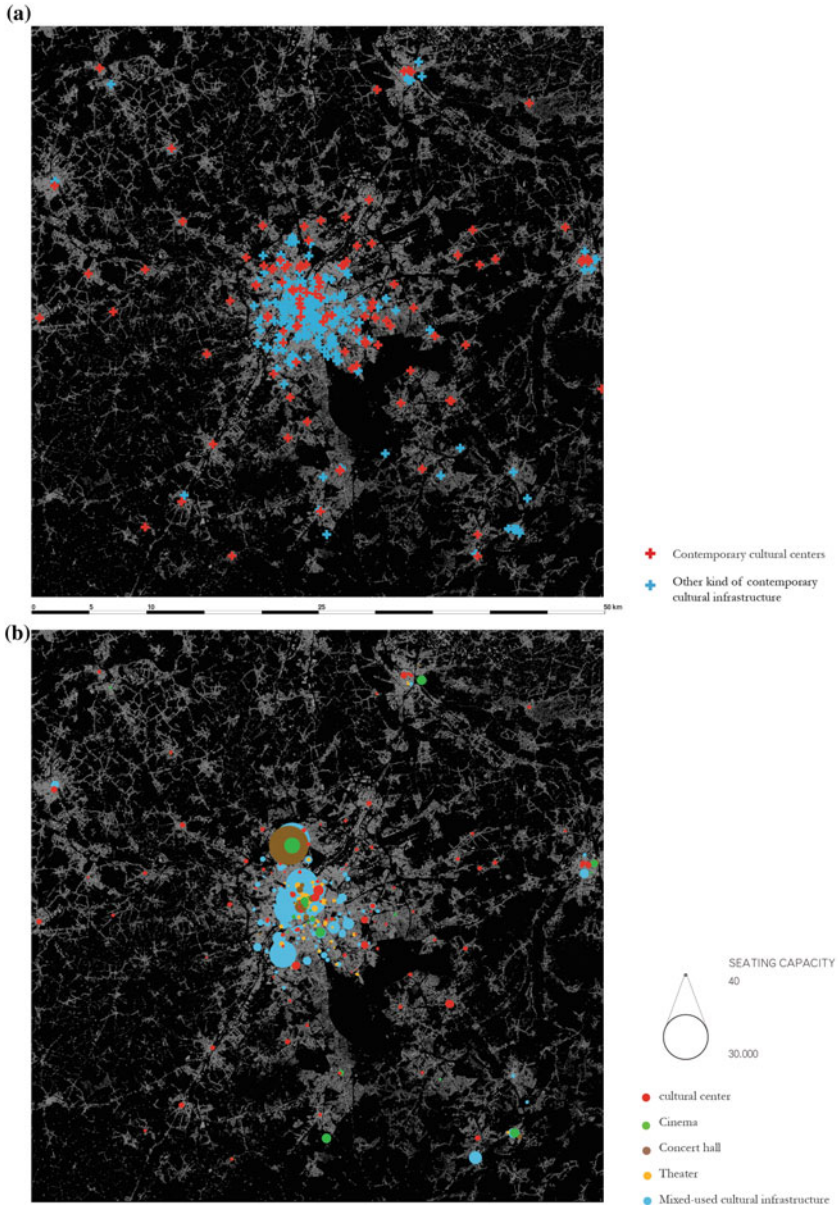 (a)
Contemporary cultural centers
Other kind of contemporary
cultural infrastructure
0 5 10 25 50 km
(b)
SEATING CAPACITY
40
30.000
cultural center
Cinema
Concert hall
Theater
Mixed-used cultural infrastructure